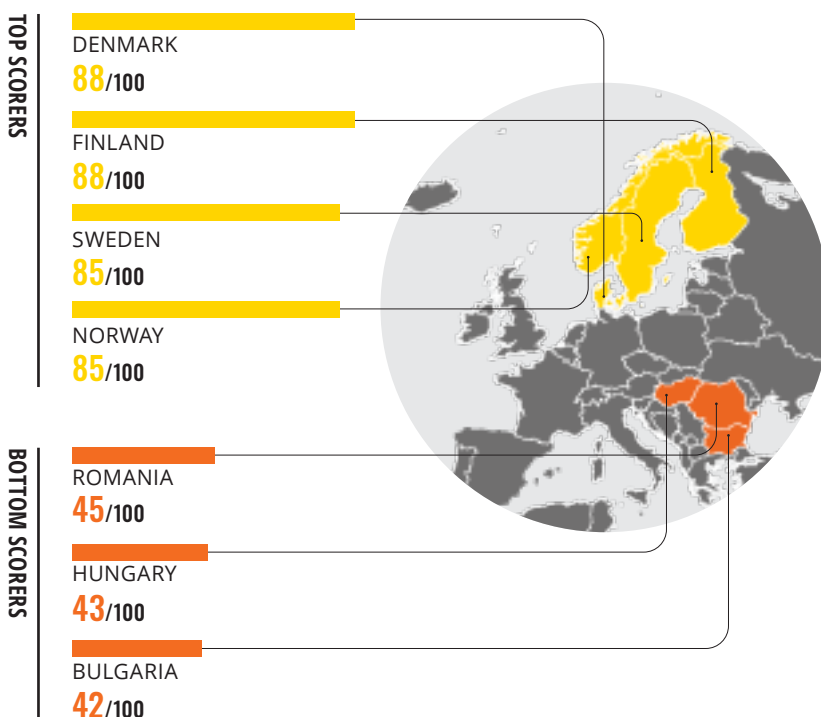 TOP SCORERS
DENMARK
88/100
FINLAND
88/100
SWEDEN
85/100
NORWAY
85/100
BOTTOM SCORERS
ROMANIA
45/100
HUNGARY
43/100
BULGARIA
42/100